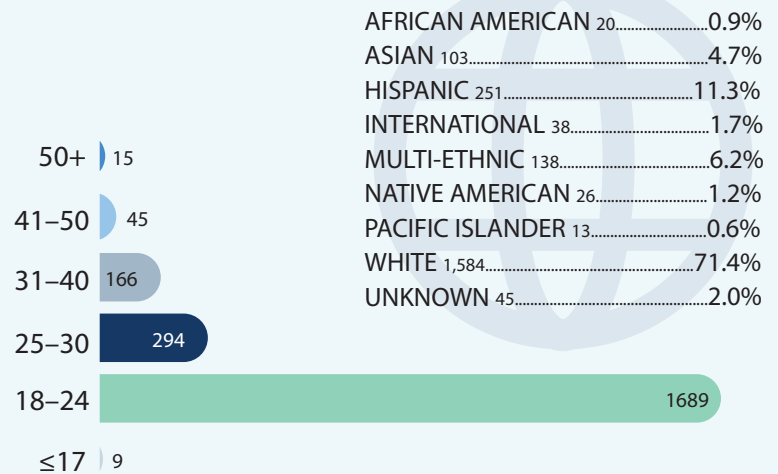 AFRICAN AMERICAN 20....................0.9%
ASIAN 103....................4.7%
HISPANIC 251....................11.3%
INTERNATIONAL 38....................1.7%
MULTI-ETHNIC 138....................6.2%
NATIVE AMERICAN 26....................1.2%
PACIFIC ISLANDER 13....................0.6%
WHITE 1,584....................71.4%
UNKNOWN 45....................2.0%
50+ 15
41–50 45
31–40 166
25–30 294
18–24 1689
≤17 9